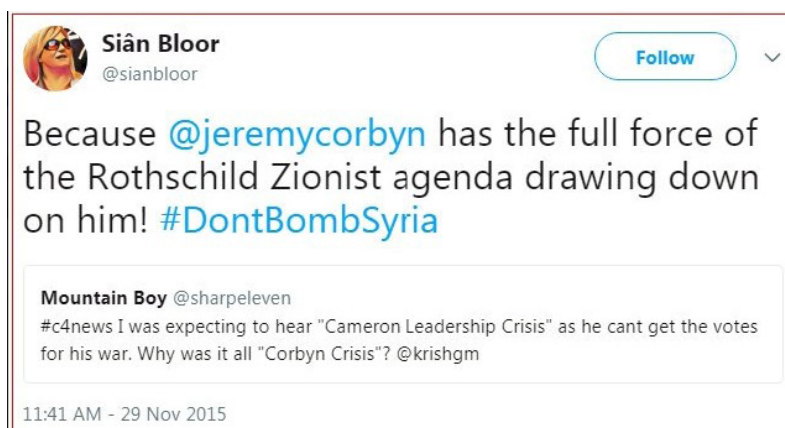 Siân Bloor
@sianbloor
Follow
Because @jeremycorbyn has the full force of
the Rothschild Zionist agenda drawing down
on him! #DontBombSyria
Mountain Boy @sharpeleven
#c4news I was expecting to hear "Cameron Leadership Crisis" as he cant get the votes
for his war. Why was it all "Corbyn Crisis"? @krishgm
11:41 AM - 29 Nov 2015